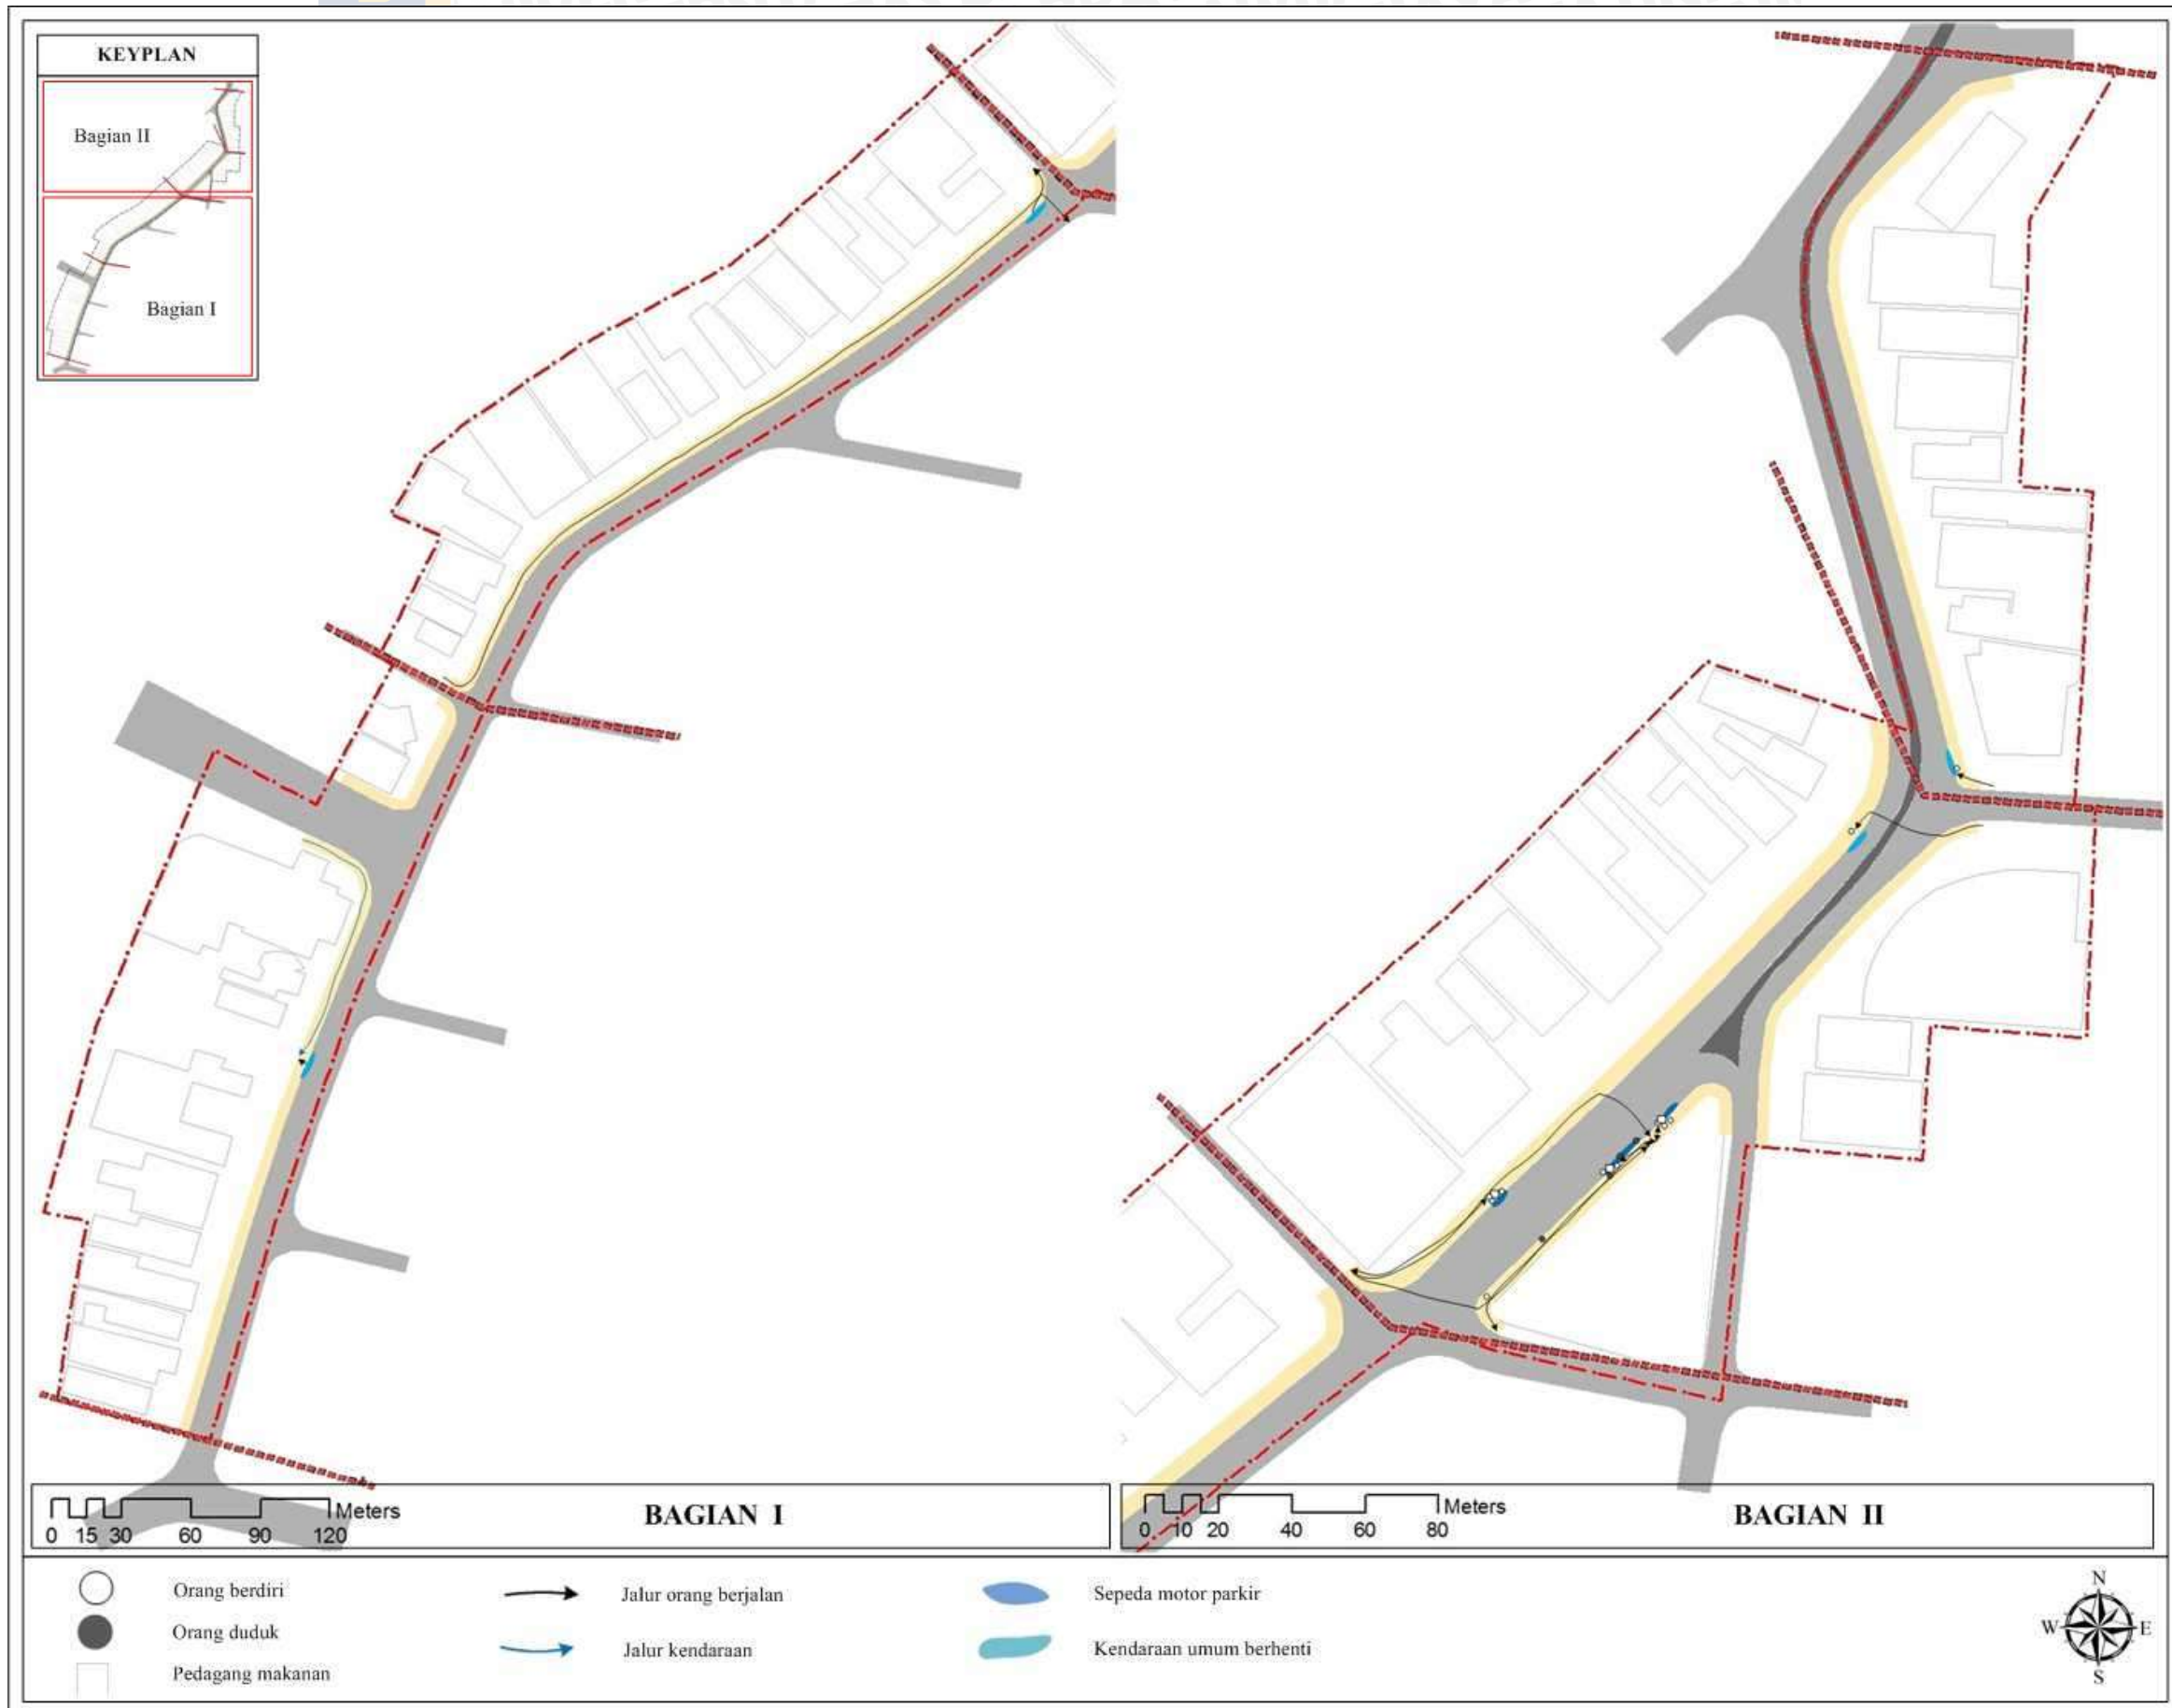 KEYPLAN
Bagian II
Bagian I
Meters
0 15 30 60 90 120
BAGIAN I
Meters
0 10 20 40 60 80
BAGIAN II
Orang berdiri
Orang duduk
Pedagang makanan
Jalur orang berjalan
Jalur kendaraan
Sepeda motor parkir
Kendaraan umum berhenti
N
W E
S